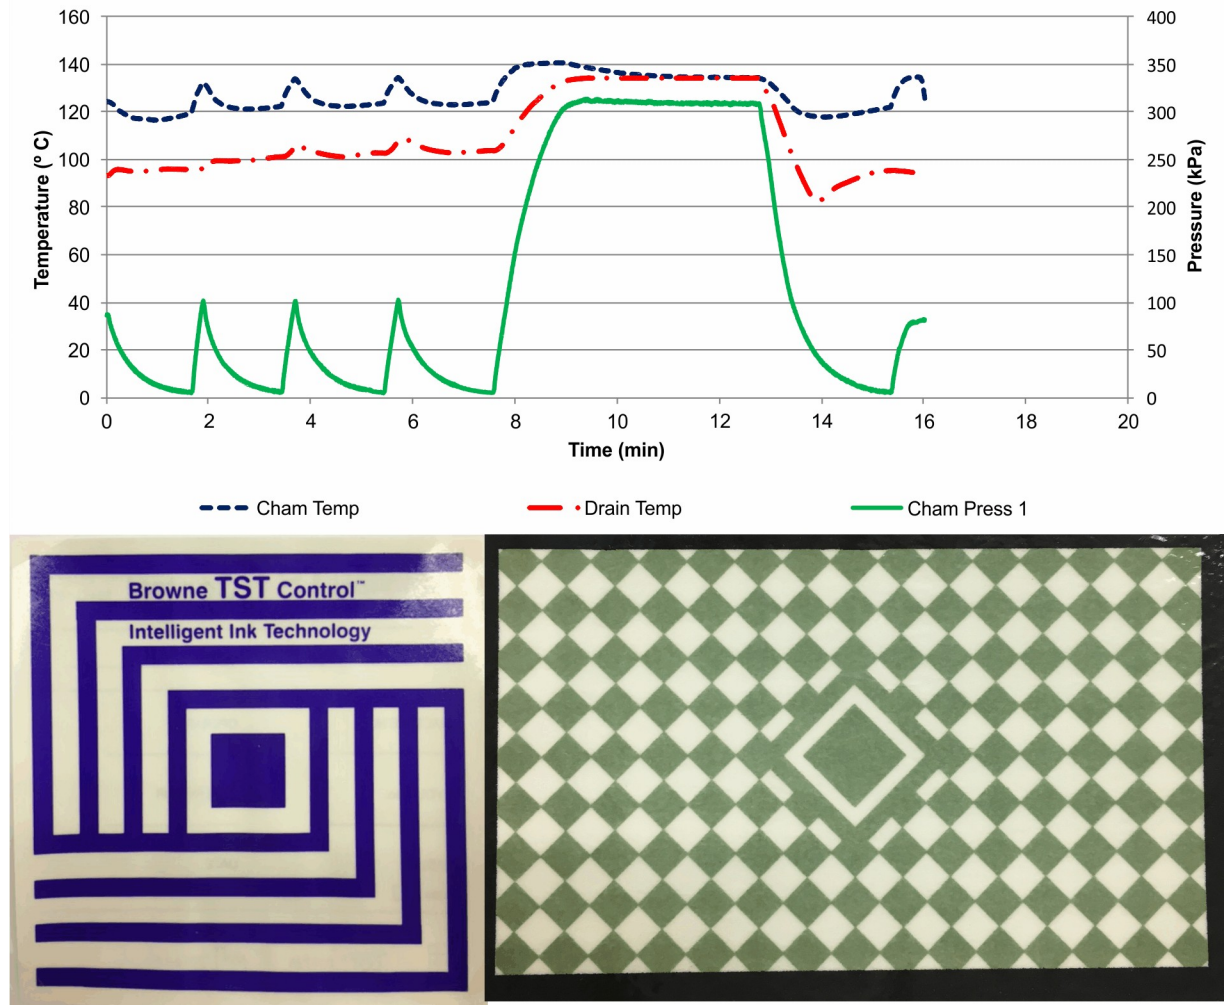 160
140
120
100
80
60
40
20
0
Temperature (º C)
400
350
300
250
200
150
100
50
0
Pressure (kPa)
0 2 4 6 8 10 12 14 16 18 20
Time (min)
Cham Temp Drain Temp Cham Press 1
Browne TST Control™
Intelligent Ink Technology